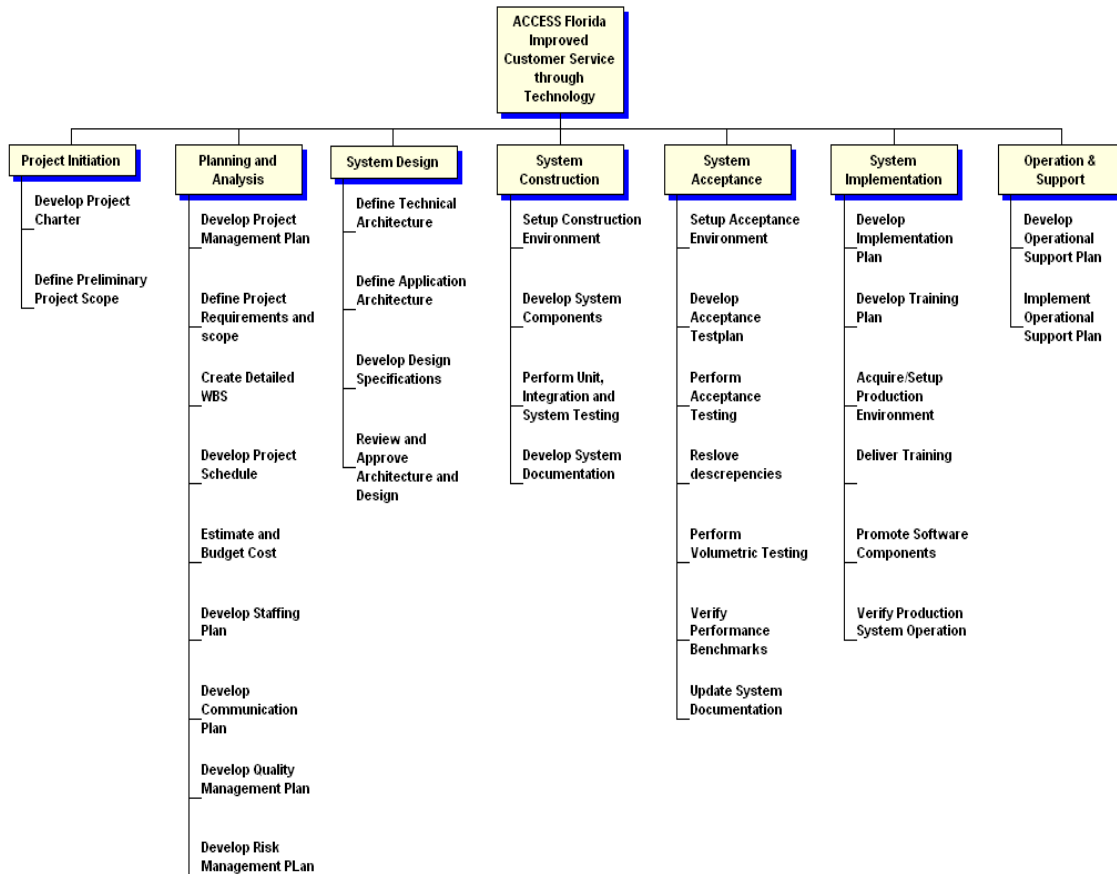 ACCESS Florida
Improved
Customer Service
through
Technology
Project Initiation
Develop Project
Charter
Define Preliminary
Project Scope
Planning and
Analysis
Develop Project
Management Plan
Define Project
Requirements and
scope
Create Detailed
WBS
Develop Project
Schedule
Estimate and
Budget Cost
Develop Staffing
Plan
Develop
Communication
Plan
Develop Quality
Management Plan
Develop Risk
Management PLan
System Design
Define Technical
Architecture
Define Application
Architecture
Develop Design
Specifications
Review and
Approve
Architecture and
Design
System
Construction
Setup Construction
Environment
Develop System
Components
Perform Unit,
Integration and
System Testing
Develop System
Documentation
System
Acceptance
Setup Acceptance
Environment
Develop
Acceptance
Testplan
Perform
Acceptance
Testing
Reslove
descrepencies
Perform
Volumetric Testing
Verify
Performance
Benchmarks
Update System
Documentation
System
Implementation
Develop
Implementation
Plan
Develop Training
Plan
Acquire/Setup
Production
Environment
Deliver Training
Promote Software
Components
Verify Production
System Operation
Operation &
Support
Develop
Operational
Support Plan
Implement
Operational
Support Plan